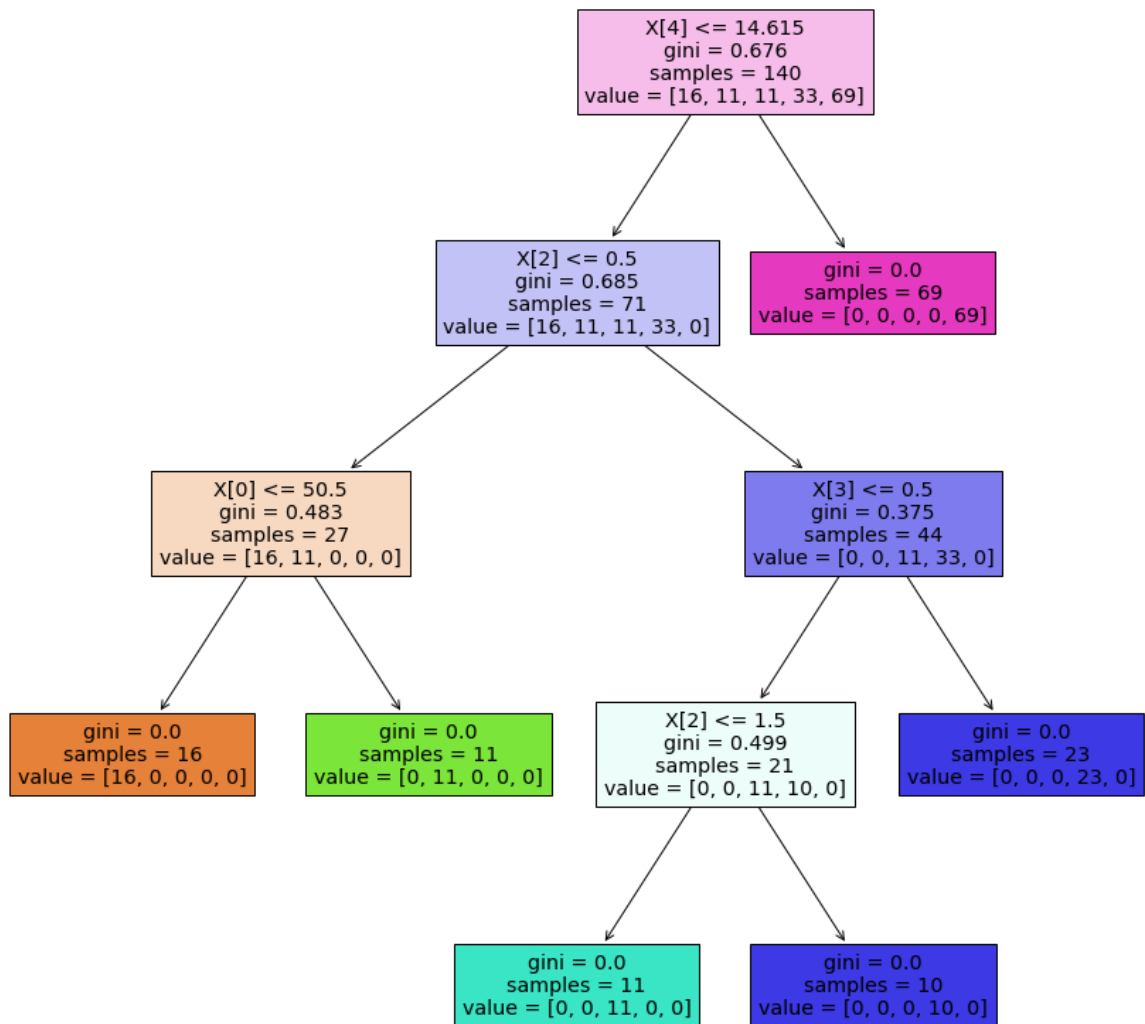 X[4] <= 14.615
gini = 0.676
samples = 140
value = [16, 11, 11, 33, 69]
X[2] <= 0.5
gini = 0.685
samples = 71
value = [16, 11, 11, 33, 0]
gini = 0.0
samples = 69
value = [0, 0, 0, 0, 69]
X[0] <= 50.5
gini = 0.483
samples = 27
value = [16, 11, 0, 0, 0]
X[3] <= 0.5
gini = 0.375
samples = 44
value = [0, 0, 11, 33, 0]
gini = 0.0
samples = 16
value = [16, 0, 0, 0, 0]
gini = 0.0
samples = 11
value = [0, 11, 0, 0, 0]
X[2] <= 1.5
gini = 0.499
samples = 21
value = [0, 0, 11, 10, 0]
gini = 0.0
samples = 23
value = [0, 0, 0, 23, 0]
gini = 0.0
samples = 11
value = [0, 0, 11, 0, 0]
gini = 0.0
samples = 10
value = [0, 0, 0, 10, 0]